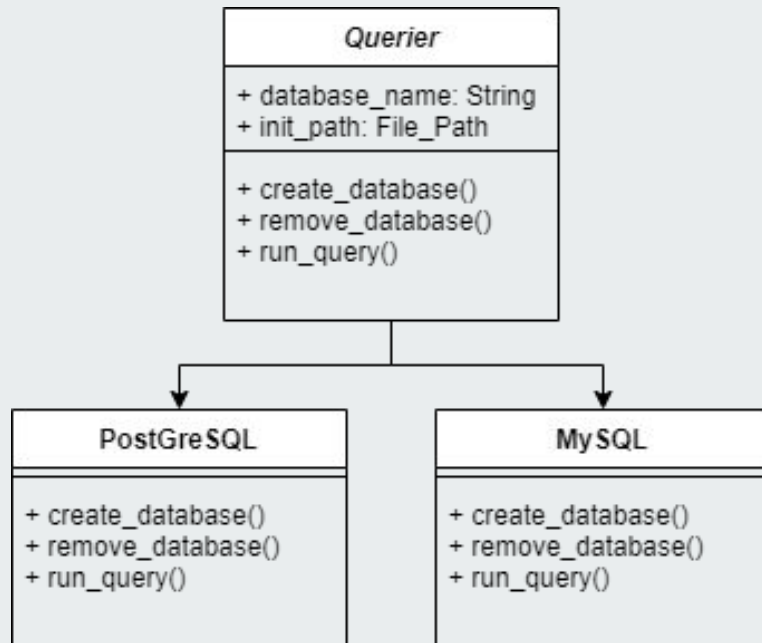 Querier
+ database_name: String
+ init_path: File_Path
+ create_database()
+ remove_database()
+ run_query()
PostGreSQL
+ create_database()
+ remove_database()
+ run_query()
MySQL
+ create_database()
+ remove_database()
+ run_query()